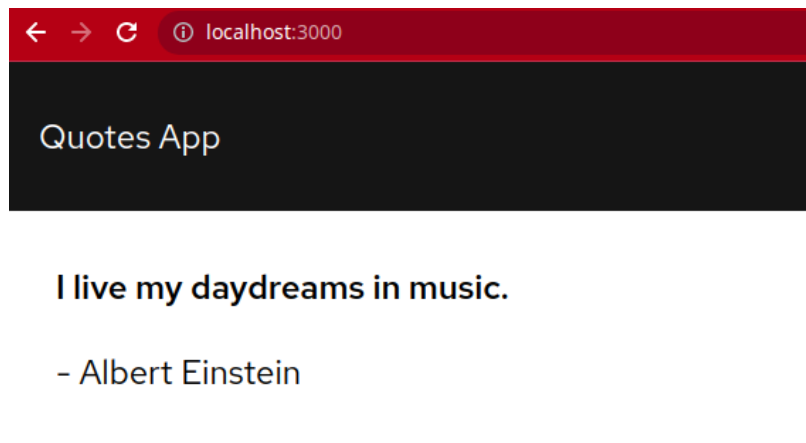 localhost:3000
Quotes App
I live my daydreams in music.
- Albert Einstein